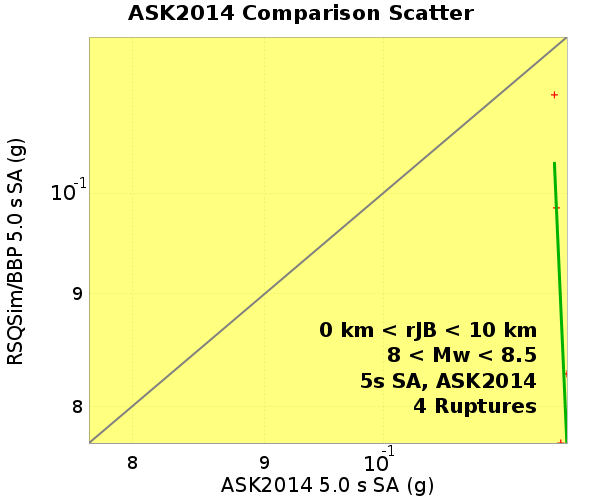 ASK2014 Comparison Scatter
RSQSim/BBP 5.0 s SA (g)
10-1
9
8
0 km < rJB < 10 km
8 < Mw < 8.5
5s SA, ASK2014
4 Ruptures
8 9 10-1
ASK2014 5.0 s SA (g)